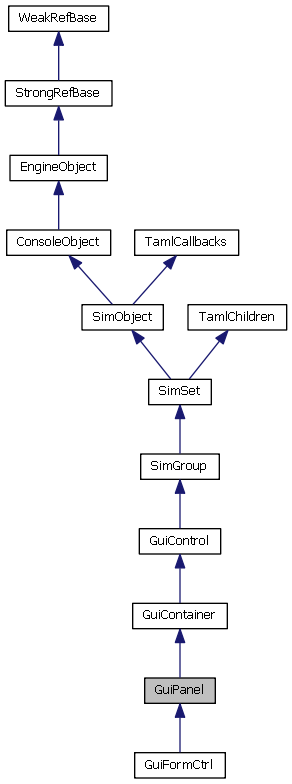 WeakRefBase
StrongRefBase
EngineObject
ConsoleObject
TamlCallbacks
SimObject
TamlChildren
SimSet
SimGroup
GuiControl
GuiContainer
GuiPanel
GuiFormCtrl